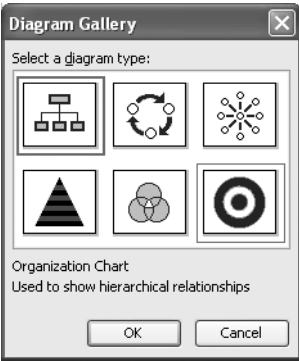 Diagram Gallery
Select a diagram type:
Organization Chart
Used to show hierarchical relationships
OK Cancel